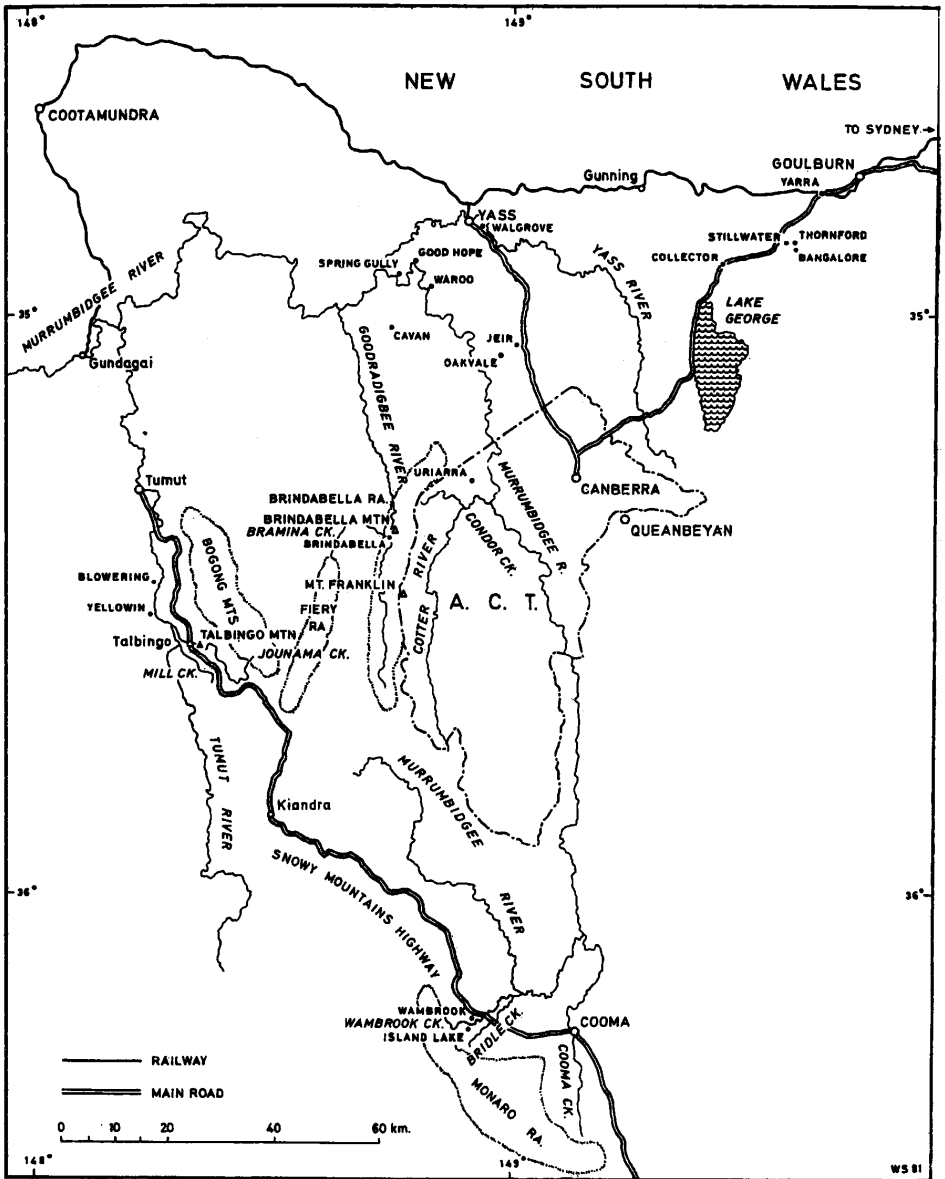 148°
149°
NEW SOUTH WALES
COOTAMUNDRA
TO SYDNEY
GOULBURN
Gunning
YARRA
YASS
WALGROVE
STILLWATER
THORNFORD
BANGALORE
COLLECTOR
GOOD HOPE
SPRING GULLY
WAROO
YASS RIVER
MURRUMBIDGEE RIVER
35°
35°
LAKE GEORGE
CAVAN
JEIR
OAKVALE
Gundagai
GOODRADIGBEE RIVER
URIARRA
MURRUMBIDGEE R.
CANBERRA
Tumut
BRINDABELLA RA.
BRINDABELLA MTN
BRAMINA CK.
BRINDABELLA
CONDOR CK.
QUEANBEYAN
BOGONG MTS
BLOWERING
MT. FRANKLIN
COTTER RIVER
A. C. T.
YELLOWIN
FIERY RA
Talbingo
TALBINGO MTN
JOUNAMA CK.
MILL CK.
TUMUT RIVER
MURRUMBIDGEE RIVER
Kiandra
SNOWY MOUNTAINS HIGHWAY
36°
36°
WAMBROOK
WAMBROOK CK.
ISLAND LAKE
BRIDLE CK.
COOMA
COOMA CK.
MONARO RA.
RAILWAY
MAIN ROAD
0 10 20 60 km.
148°
149°
WS 81